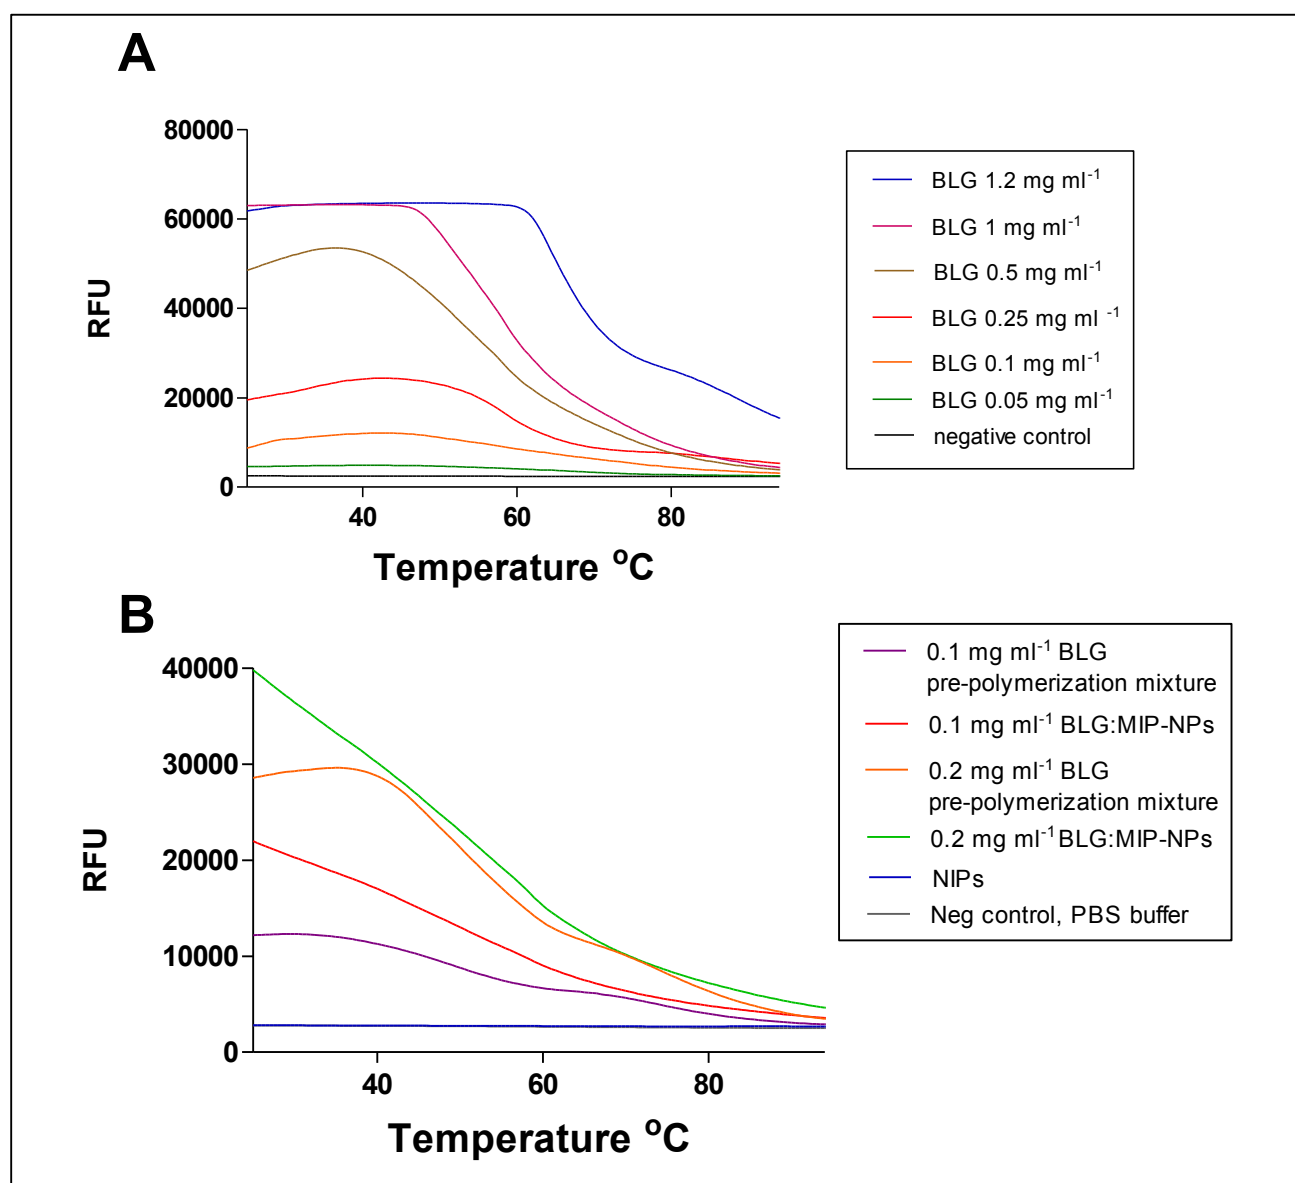 A
80000
60000
40000
20000
0
RFU
40 60 80
Temperature ºC
BLG 1.2 mg ml⁻¹
BLG 1 mg ml⁻¹
BLG 0.5 mg ml⁻¹
BLG 0.25 mg ml ⁻¹
BLG 0.1 mg ml⁻¹
BLG 0.05 mg ml⁻¹
negative control
B
40000
30000
20000
10000
0
RFU
40 60 80
Temperature ºC
0.1 mg ml⁻¹ BLG
pre-polymerization mixture
0.1 mg ml⁻¹ BLG:MIP-NPs
0.2 mg ml⁻¹ BLG
pre-polymerization mixture
0.2 mg ml⁻¹ BLG:MIP-NPs
NIPs
Neg control, PBS buffer